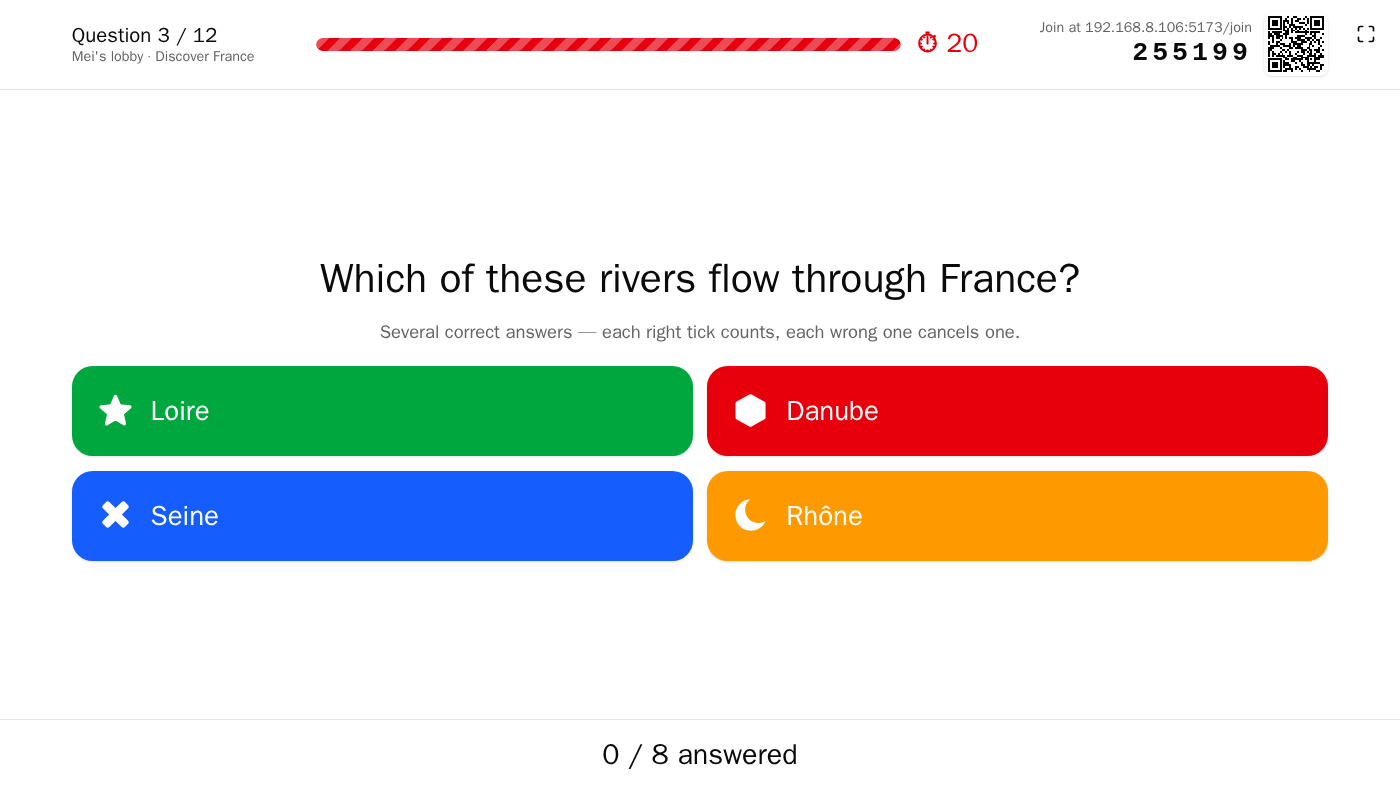 Question 3 / 12
Mei's lobby · Discover France
20
Join at 192.168.8.106:5173/join
255199
Which of these rivers flow through France?
Several correct answers — each right tick counts, each wrong one cancels one.
Loire
Danube
Seine
Rhône
0 / 8 answered